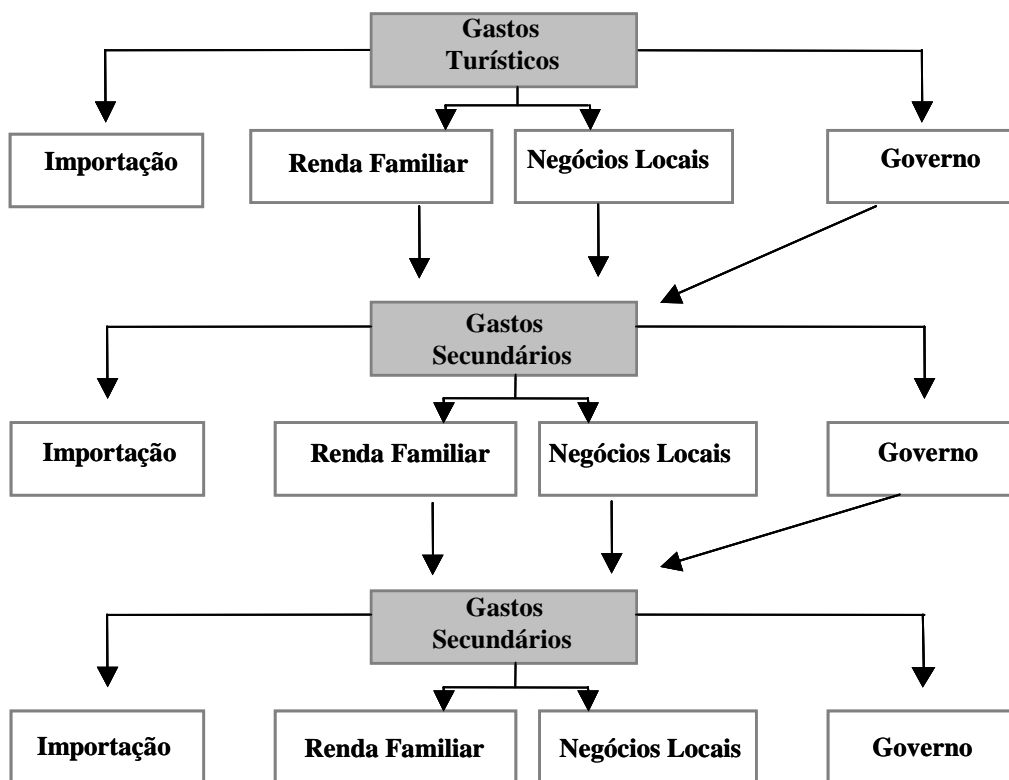 Gastos
Turísticos
Importação
Renda Familiar
Negócios Locais
Governo
Gastos
Secundários
Importação
Renda Familiar
Negócios Locais
Governo
Gastos
Secundários
Importação
Renda Familiar
Negócios Locais
Governo